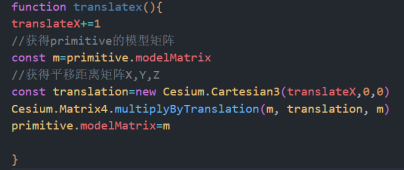 function translatex(){
translateX+=1
//获得primitive的模型矩阵
const m=primitive.modelMatrix
//获得平移距离矩阵X,Y,Z
const translation=new Cesium.Cartesian3(translateX,0,0)
Cesium.Matrix4.multiplyByTranslation(m, translation, m)
primitive.modelMatrix=m
}